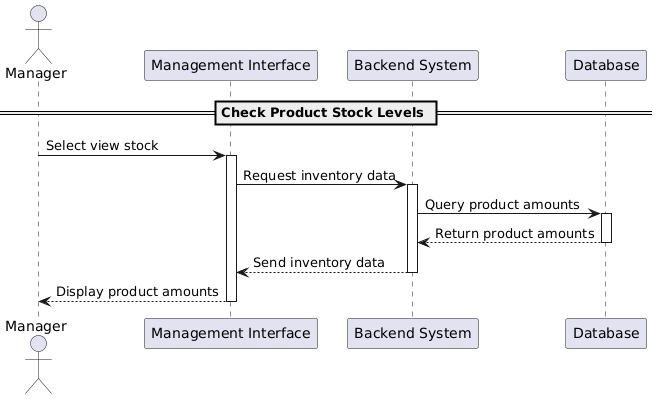 Manager
Management Interface
Backend System
Database
Check Product Stock Levels
Select view stock
Request inventory data
Query product amounts
Return product amounts
Send inventory data
Display product amounts
Manager
Management Interface
Backend System
Database